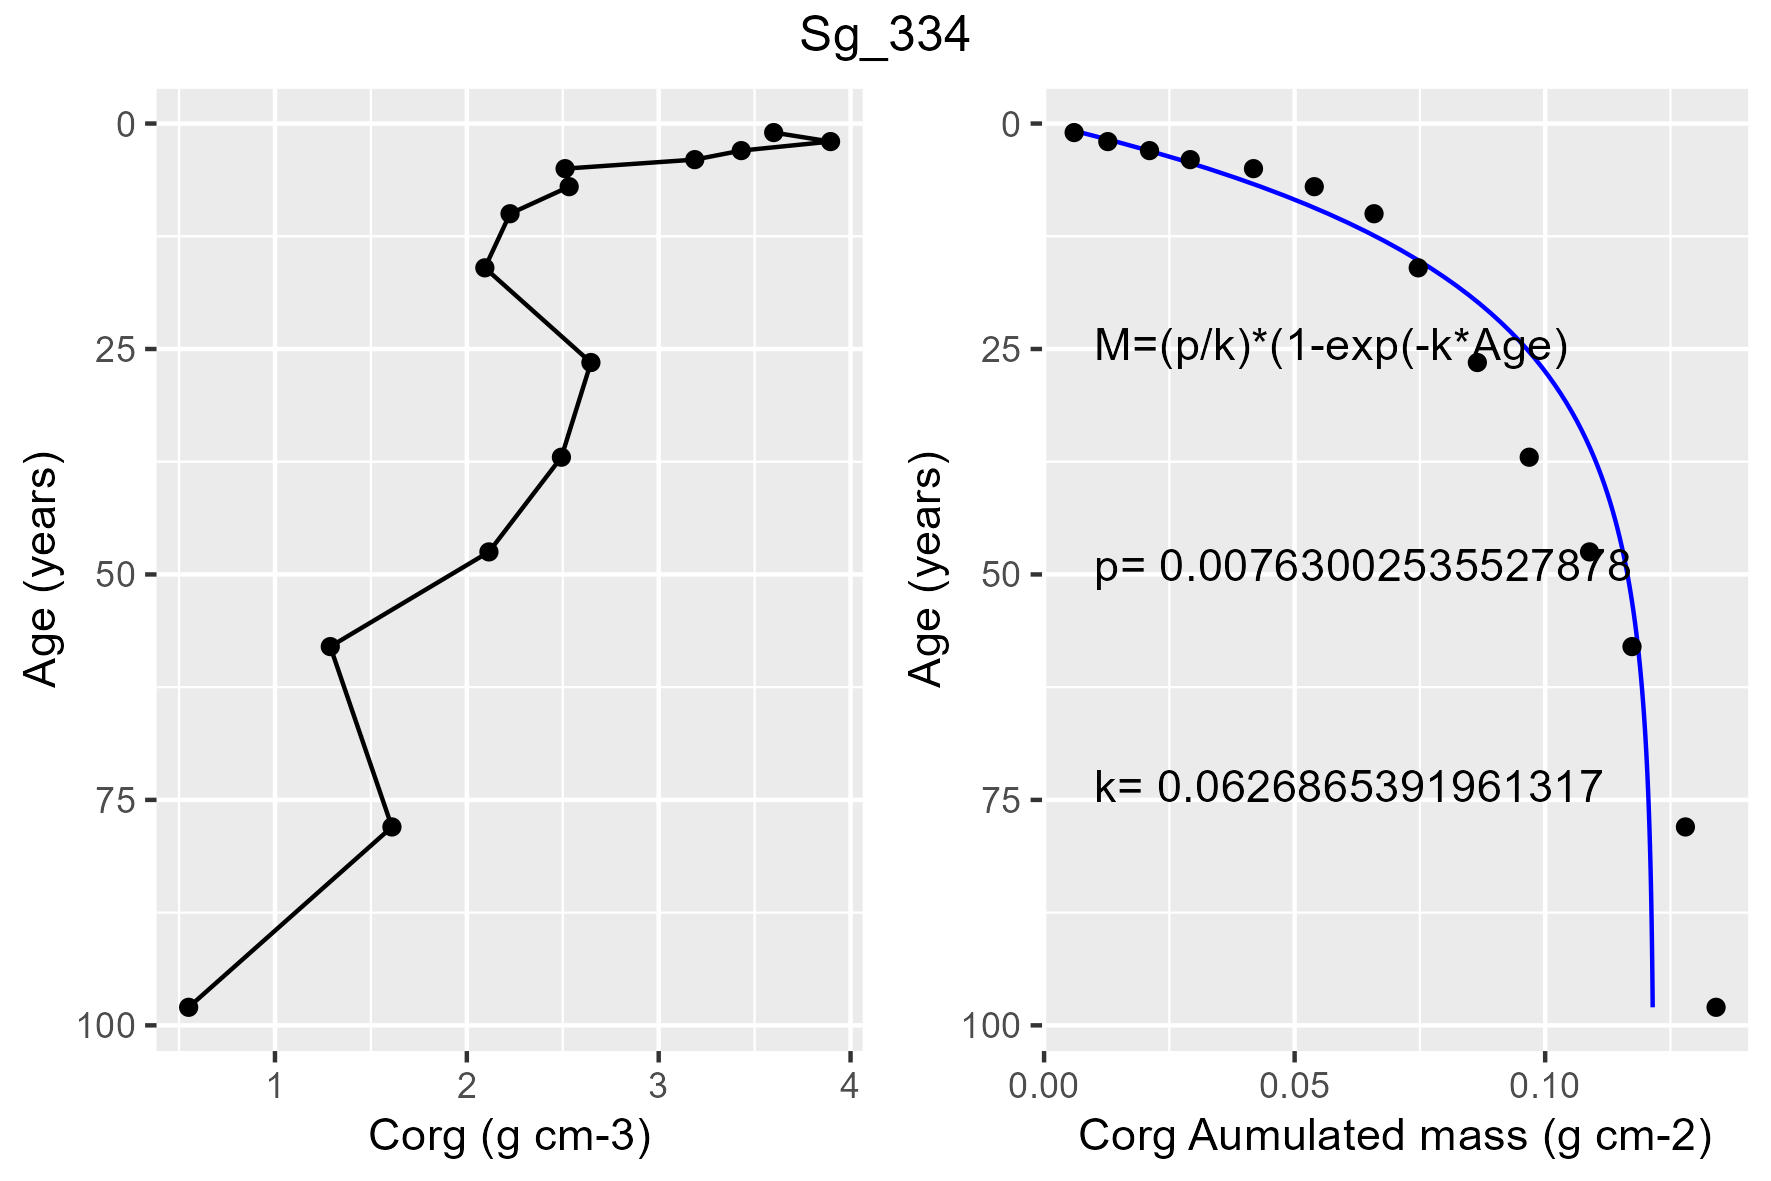 Sg_334
0
25
50
75
100
Age (years)
1 2 3 4
Corg (g cm-3)
0
25
50
75
100
Age (years)
M=(p/k)*(1-exp(-k*Age)
p= 0.00763002535527878
k= 0.0626865391961317
0.00 0.05 0.10
Corg Aumulated mass (g cm-2)